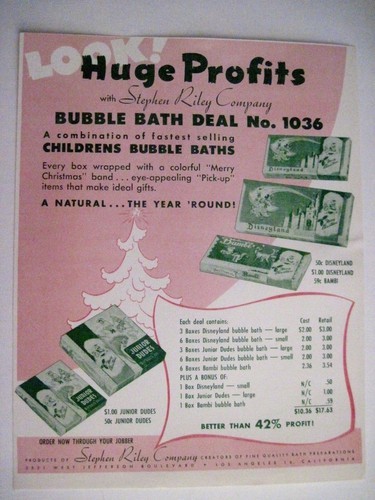 LOOK!
Huge Profits
with Stephen Riley Company
BUBBLE BATH DEAL No. 1036
A combination of fastest selling
CHILDRENS BUBBLE BATHS
Every box wrapped with a colorful "Merry
Christmas" band . . . eye-appealing "Pick-up"
items that make ideal gifts.
A NATURAL . . . THE YEAR 'ROUND!
Disneyland
Disneyland
Bambi
50c DISNEYLAND
$1.00 DISNEYLAND
59c BAMBI
JUNIOR DUDES
JUNIOR DUDES
$1.00 JUNIOR DUDES
50c JUNIOR DUDES
Each deal contains: Cost Retail
3 Boxes Disneyland bubble bath — large $2.00 $3.00
6 Boxes Disneyland bubble bath — small 2.00 3.00
3 Boxes Junior Dudes bubble bath — large 2.00 3.00
6 Boxes Junior Dudes bubble bath — small 2.00 3.00
6 Boxes Bambi bubble bath 2.36 3.54
PLUS A BONUS OF:
1 Box Disneyland — small N/C .50
1 Box Junior Dudes — large N/C 1.00
1 Box Bambi bubble bath N/C .59
$10.36 $17.63
BETTER THAN 42% PROFIT!
ORDER NOW THROUGH YOUR JOBBER
PRODUCTS OF Stephen Riley Company CREATORS OF FINE QUALITY BATH PREPARATIONS
WEST JEFFERSON BOULEVARD • LOS ANGELES 16, CALIFORNIA